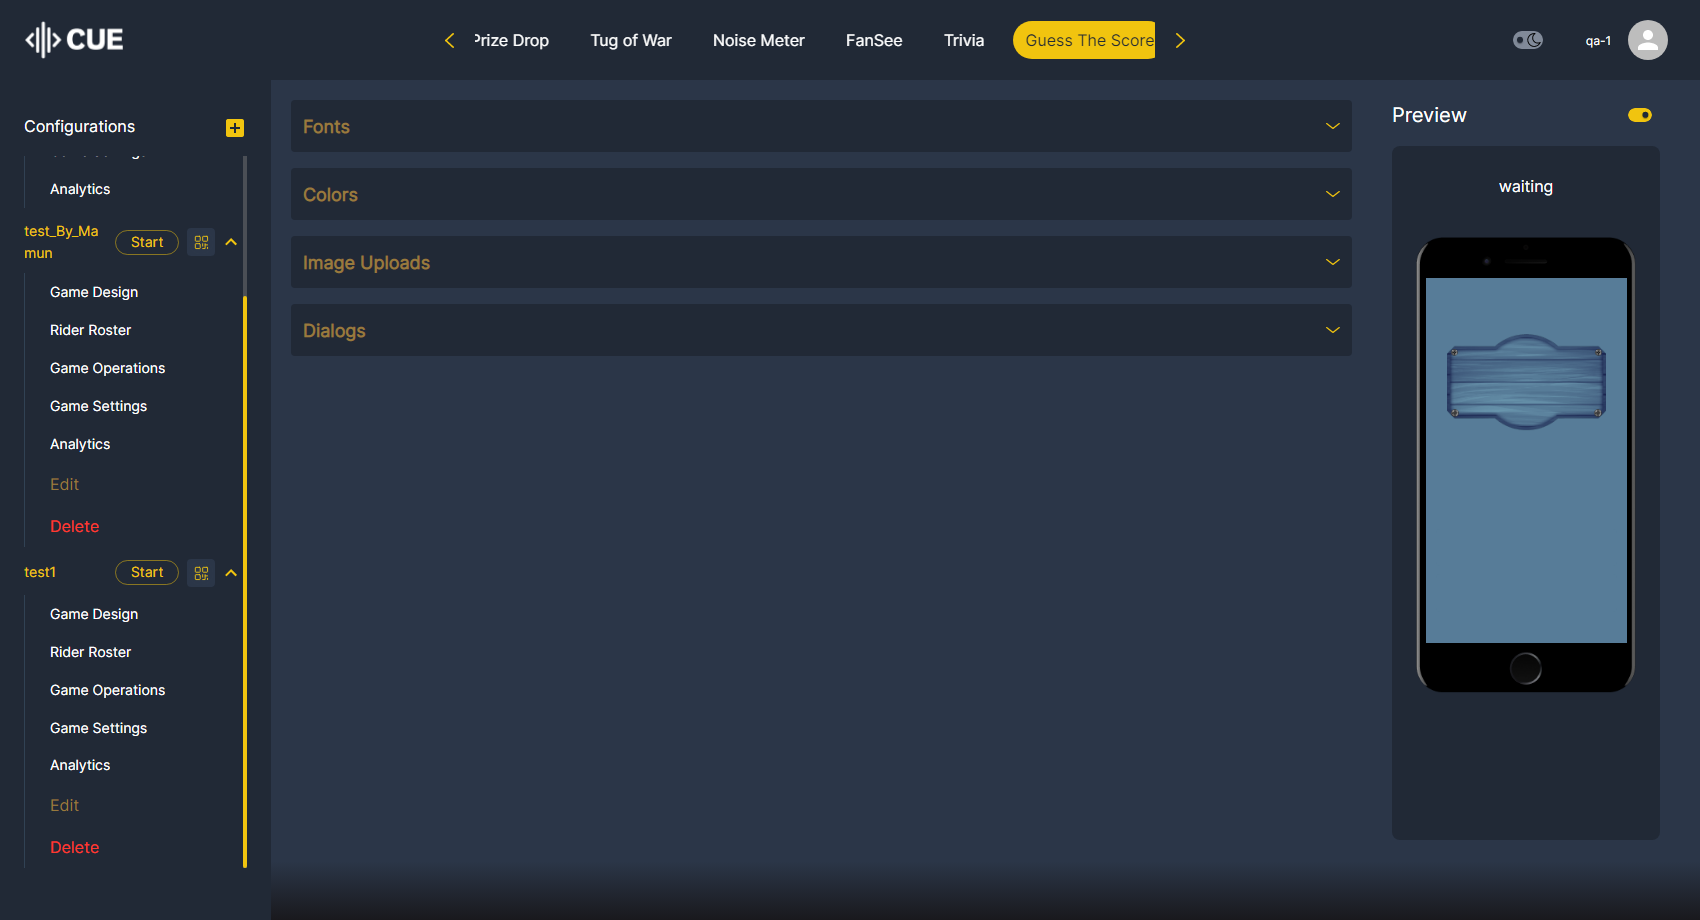 CUE
Prize Drop
Tug of War
Noise Meter
FanSee
Trivia
Guess The Score
qa-1
Configurations
Analytics
test_By_Ma
mun
Start
Game Design
Rider Roster
Game Operations
Game Settings
Analytics
Edit
Delete
test1
Start
Game Design
Rider Roster
Game Operations
Game Settings
Analytics
Edit
Delete
Fonts
Colors
Image Uploads
Dialogs
Preview
waiting